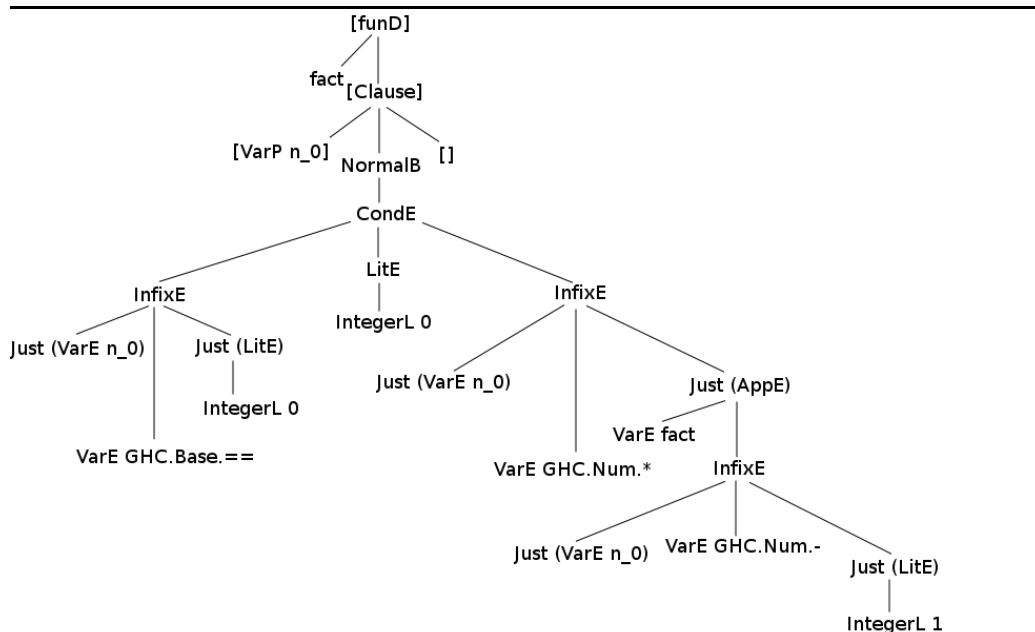 [funD]
fact
[Clause]
[VarP n_0]
NormalB
[]
CondE
InfixE
LitE
InfixE
Just (VarE n_0)
Just (LitE)
IntegerL 0
Just (VarE n_0)
Just (AppE)
IntegerL 0
VarE fact
VarE GHC.Base.==
VarE GHC.Num.*
InfixE
Just (VarE n_0)
VarE GHC.Num.-
Just (LitE)
IntegerL 1